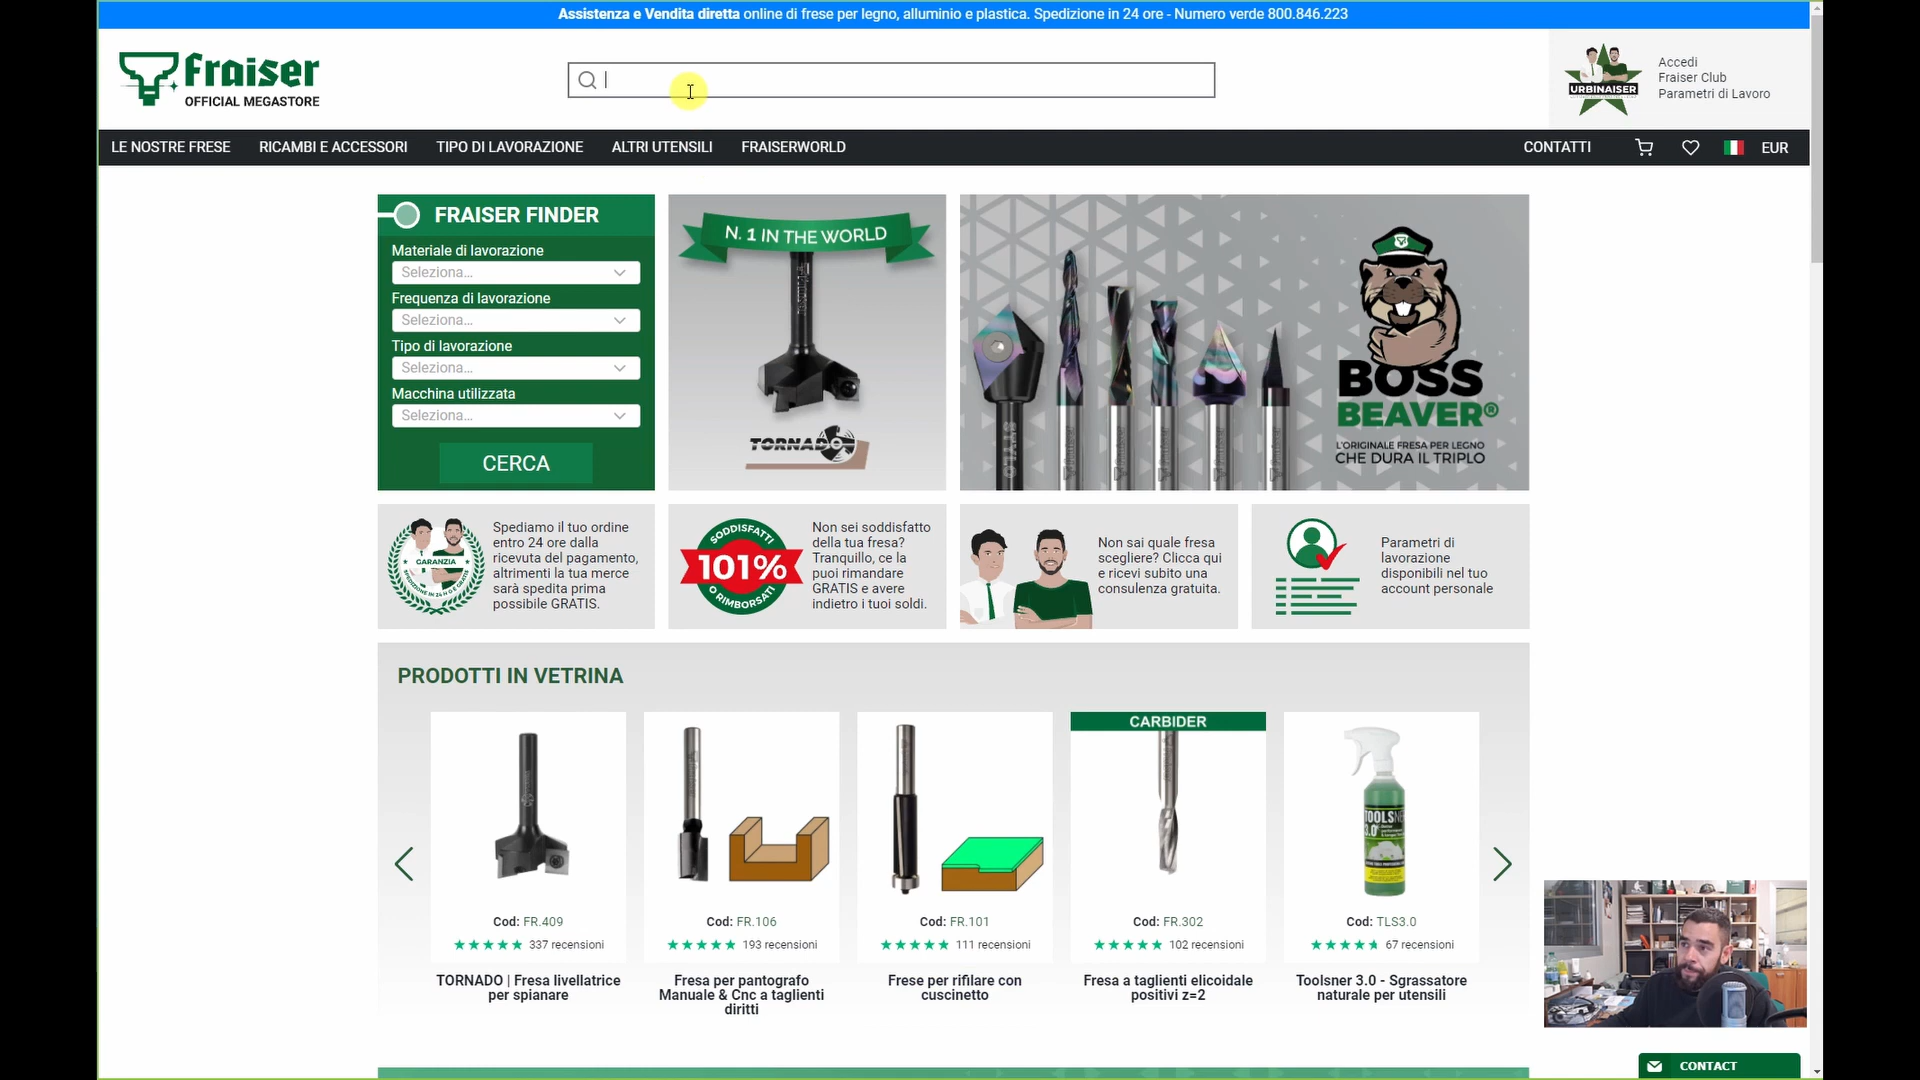 Assistenza e Vendita diretta online di frese per legno, alluminio e plastica. Spedizione in 24 ore - Numero verde 800.846.223
fraiser
OFFICIAL MEGASTORE
URBINAISER
Accedi
Fraiser Club
Parametri di Lavoro
LE NOSTRE FRESE RICAMBI E ACCESSORI TIPO DI LAVORAZIONE ALTRI UTENSILI FRAISERWORLD CONTATTI EUR
FRAISER FINDER
Materiale di lavorazione
Seleziona...
Frequenza di lavorazione
Seleziona...
Tipo di lavorazione
Seleziona...
Macchina utilizzata
Seleziona...
CERCA
N. 1 IN THE WORLD
TORNADO
BOSS
BEAVER®
L'ORIGINALE FRESA PER LEGNO
CHE DURA IL TRIPLO
GARANZIA
Spediamo il tuo ordine
entro 24 ore dalla
ricevuta del pagamento,
altrimenti la tua merce
sarà spedita prima
possibile GRATIS.
SODDISFATTI
101%
O RIMBORSATI
Non sei soddisfatto
della tua fresa?
Tranquillo, ce la
puoi rimandare
GRATIS e avere
indietro i tuoi soldi.
Non sai quale fresa
scegliere? Clicca qui
e ricevi subito una
consulenza gratuita.
Parametri di
lavorazione
disponibili nel tuo
account personale
PRODOTTI IN VETRINA
CARBIDER
TOOLSNER
3.0
Cod: FR.409
337 recensioni
TORNADO | Fresa livellatrice
per spianare
Cod: FR.106
193 recensioni
Fresa per pantografo
Manuale & Cnc a taglienti
diritti
Cod: FR.101
111 recensioni
Frese per rifilare con
cuscinetto
Cod: FR.302
102 recensioni
Fresa a taglienti elicoidale
positivi z=2
Cod: TLS3.0
67 recensioni
Toolsner 3.0 - Sgrassatore
naturale per utensili
CONTACT